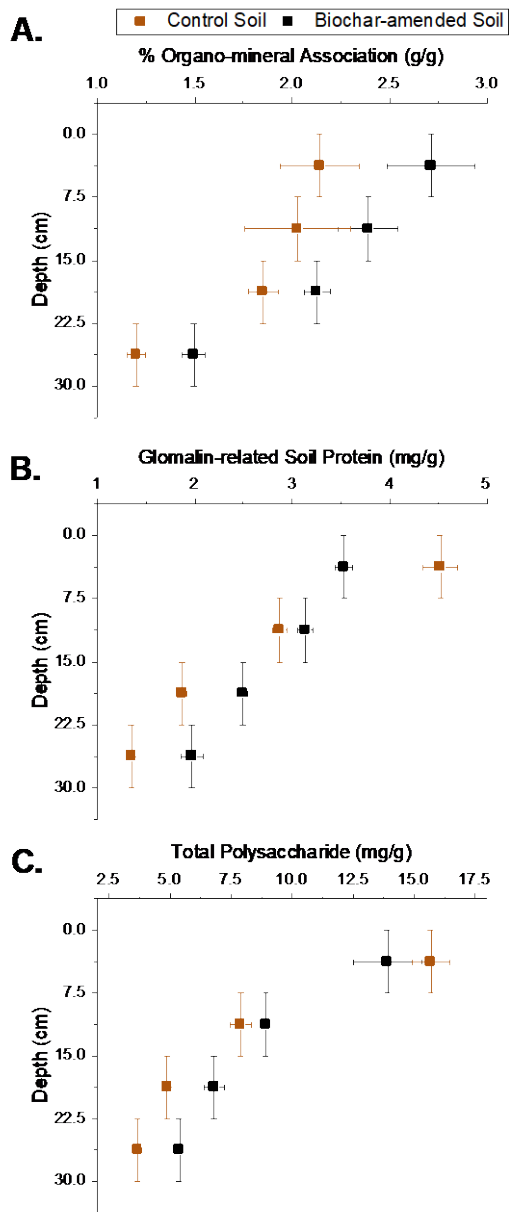 Control Soil Biochar-amended Soil
A.
% Organo-mineral Association (g/g)
1.0 1.5 2.0 2.5 3.0
0.0
7.5
15.0
22.5
30.0
Depth (cm)
B.
Glomalin-related Soil Protein (mg/g)
1 2 3 4 5
0.0
7.5
15.0
22.5
30.0
Depth (cm)
C.
Total Polysaccharide (mg/g)
2.5 5.0 7.5 10.0 12.5 15.0 17.5
0.0
7.5
15.0
22.5
30.0
Depth (cm)